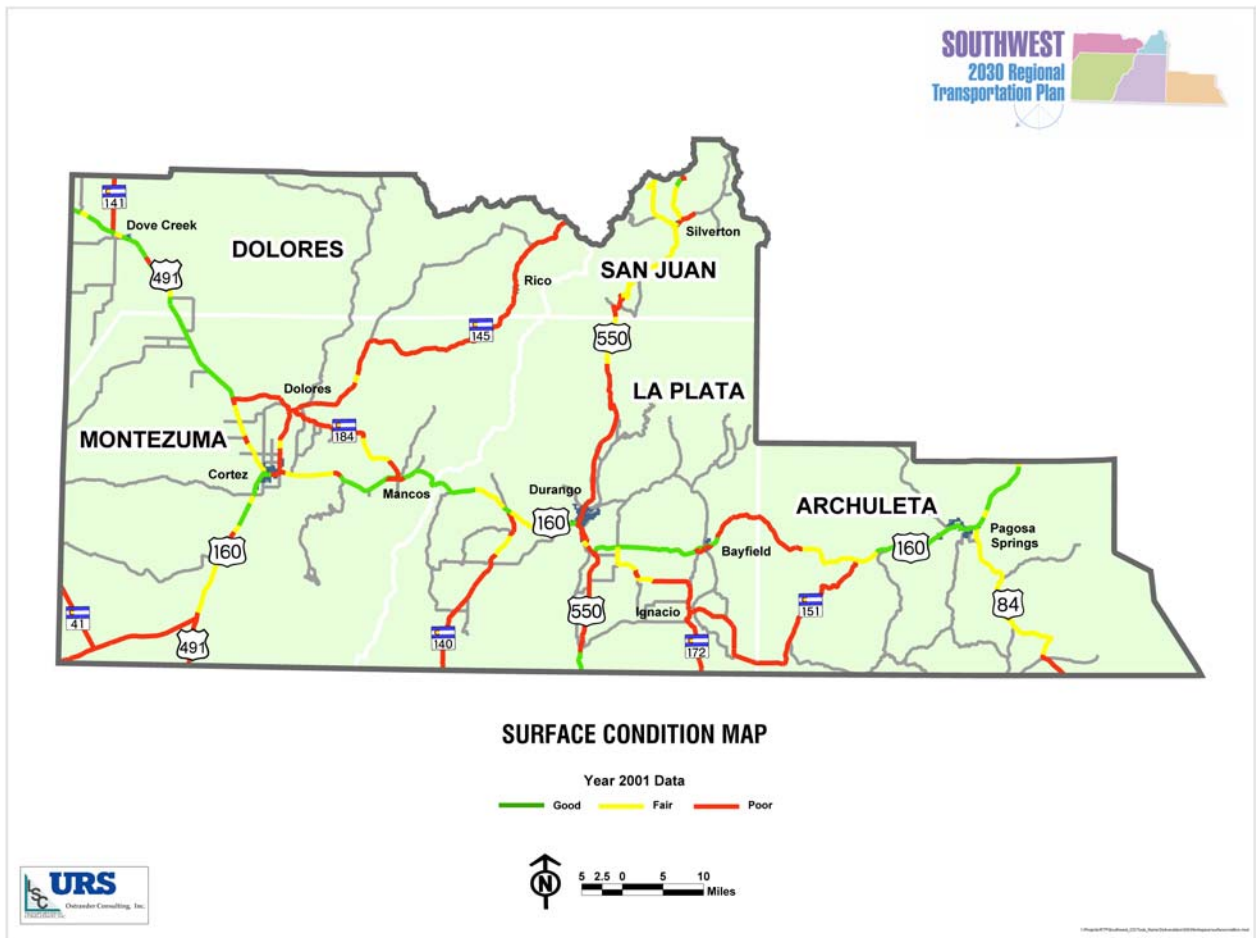 SOUTHWEST
2030 Regional
Transportation Plan
141
Dove Creek
DOLORES
491
Rico
Silverton
SAN JUAN
145
550
Dolores
LA PLATA
184
MONTEZUMA
Cortez
Mancos
Durango
160
ARCHULETA
160
Pagosa
Springs
160
Bayfield
41
491
140
550
Ignacio
172
151
84
SURFACE CONDITION MAP
Year 2001 Data
Good
Fair
Poor
N
5 2.5 0 5 10
Miles
LSC
URS
Ostrander Consulting, Inc.